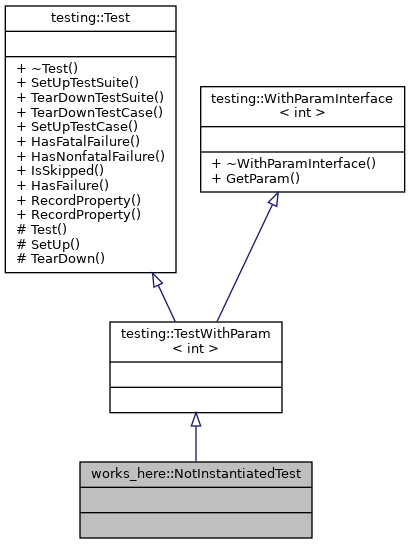 testing::Test
+ ~Test()
+ SetUpTestSuite()
+ TearDownTestSuite()
+ TearDownTestCase()
+ SetUpTestCase()
+ HasFatalFailure()
+ HasNonfatalFailure()
+ IsSkipped()
+ HasFailure()
+ RecordProperty()
+ RecordProperty()
# Test()
# SetUp()
# TearDown()
testing::WithParamInterface
< int >
+ ~WithParamInterface()
+ GetParam()
testing::TestWithParam
< int >
works_here::NotInstantiatedTest